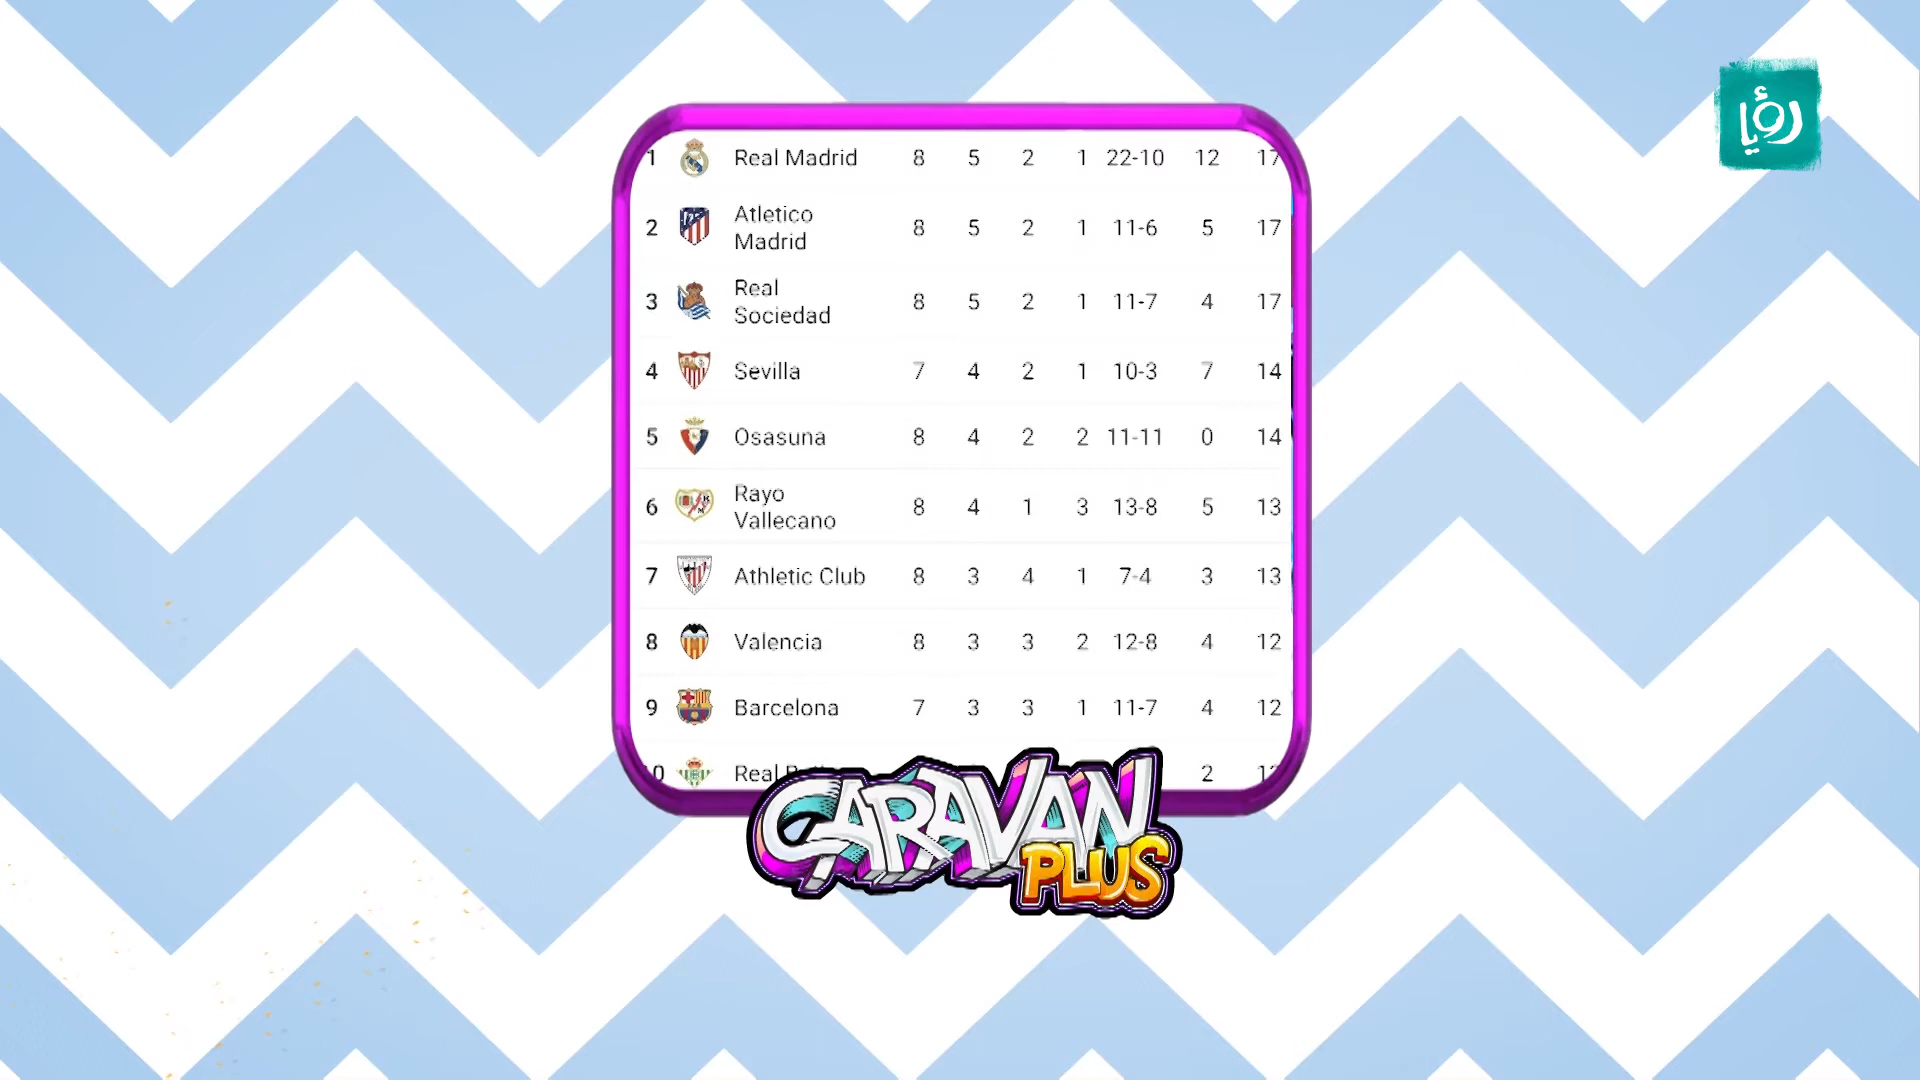 رؤيا
1 Real Madrid 8 5 2 1 22-10 12 17
2 Atletico Madrid 8 5 2 1 11-6 5 17
3 Real Sociedad 8 5 2 1 11-7 4 17
4 Sevilla 7 4 2 1 10-3 7 14
5 Osasuna 8 4 2 2 11-11 0 14
6 Rayo Vallecano 8 4 1 3 13-8 5 13
7 Athletic Club 8 3 4 1 7-4 3 13
8 Valencia 8 3 3 2 12-8 4 12
9 Barcelona 7 3 3 1 11-7 4 12
Real 2
CARAVAN
PLUS